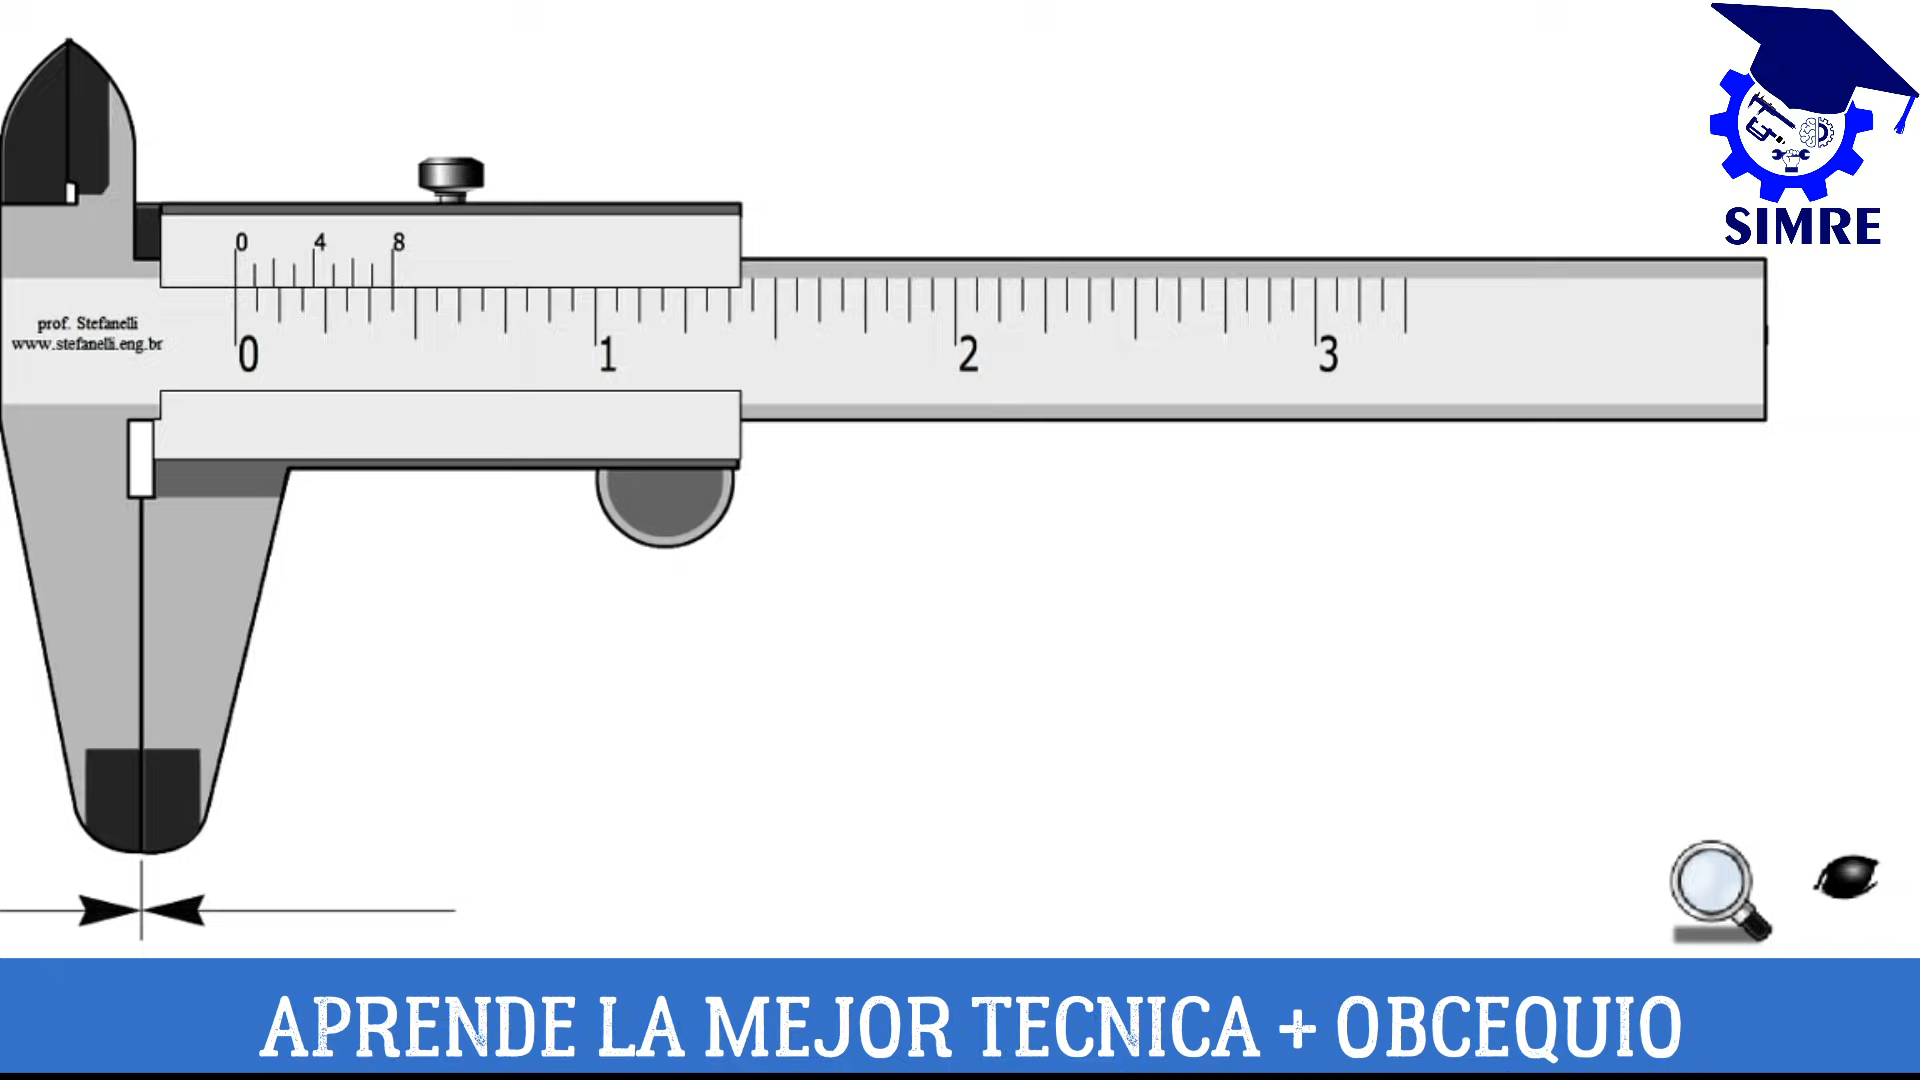 SIMRE
0 4 8
prof. Stefanelli
www.stefanelli.eng.br
0 1 2 3
APRENDE LA MEJOR TECNICA + OBCEQUIO